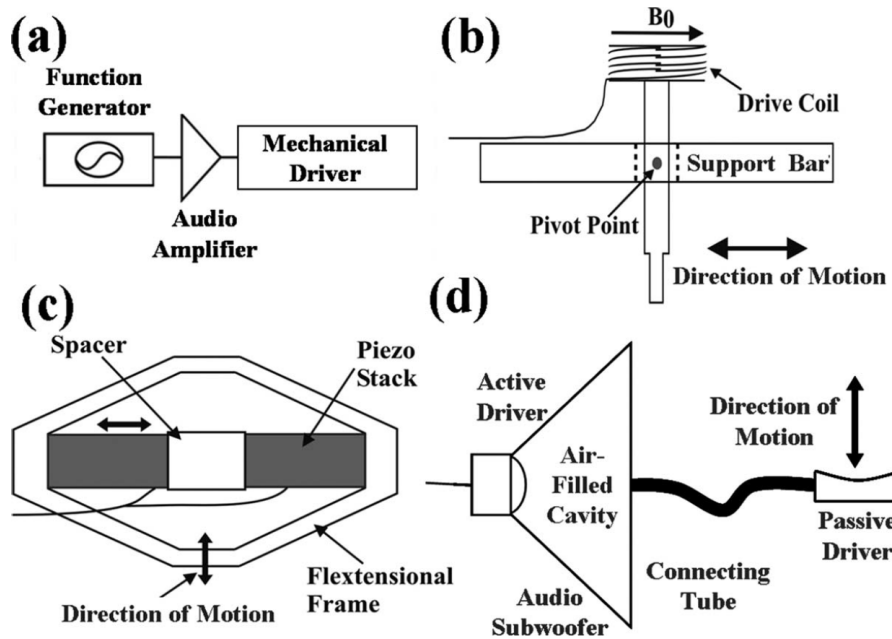 (a)
Function
Generator
Mechanical
Driver
Audio
Amplifier
(b)
B0
Drive Coil
Support Bar
Pivot Point
Direction of Motion
(c)
Spacer
Piezo
Stack
Flextensional
Frame
Direction of Motion
(d)
Active
Driver
Air-
Filled
Cavity
Direction of
Motion
Passive
Driver
Connecting
Tube
Audio
Subwoofer